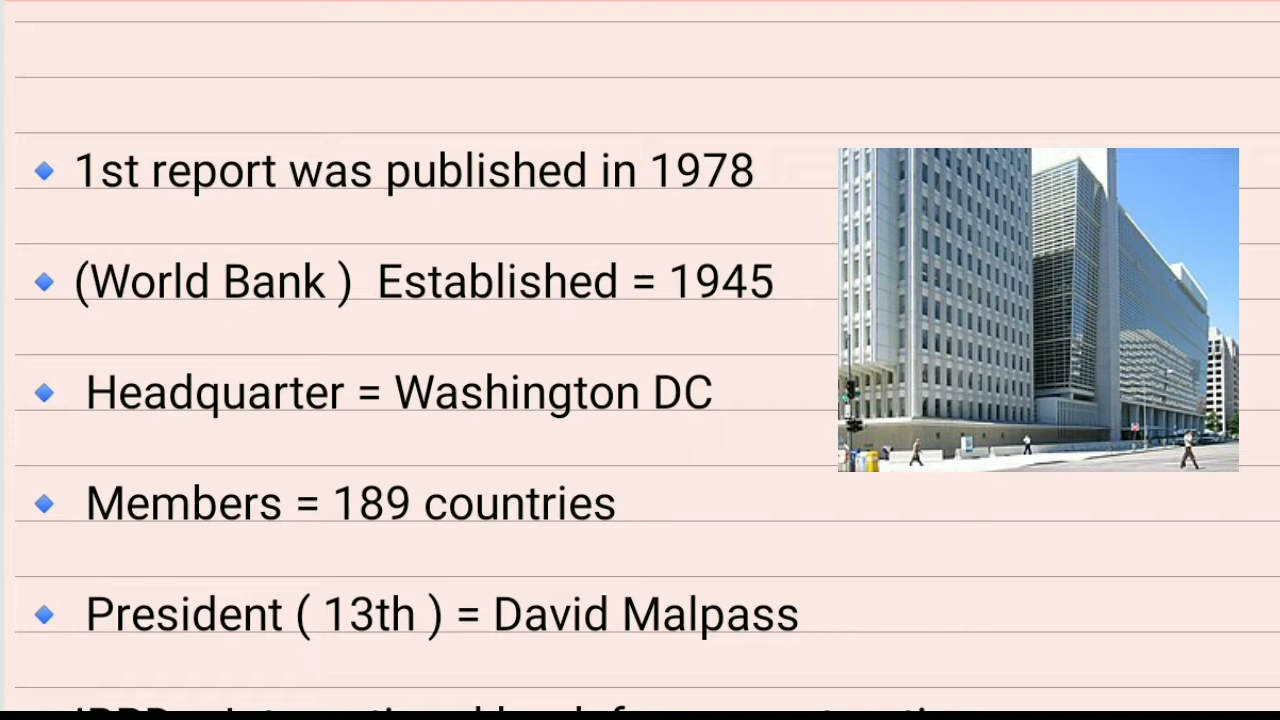 1st report was published in 1978
(World Bank ) Established = 1945
Headquarter = Washington DC
Members = 189 countries
President ( 13th ) = David Malpass